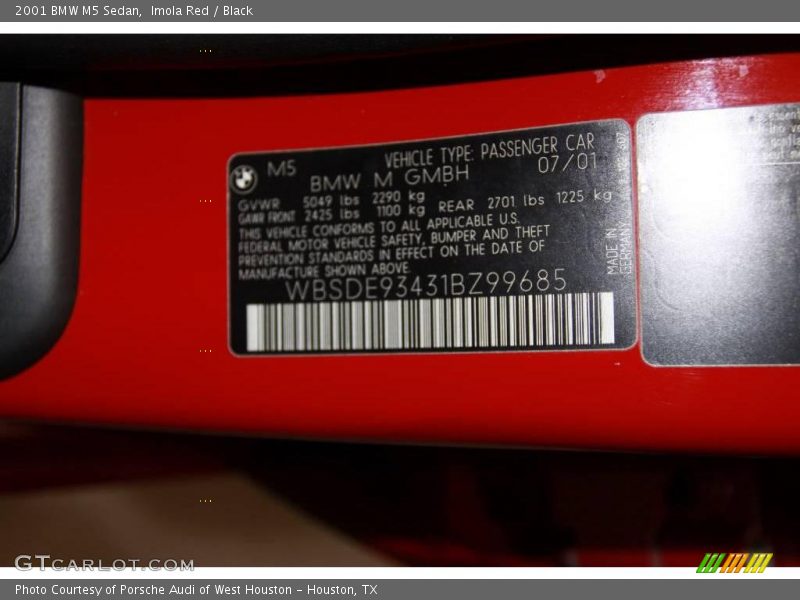 2001 BMW M5 Sedan,  Imola Red / Black
M5
VEHICLE TYPE: PASSENGER CAR
BMW M GMBH 07/01
GVWR 5049 lbs 2290 kg
GAWR FRONT 2425 lbs 1100 kg REAR 2701 lbs 1225 kg
THIS VEHICLE CONFORMS TO ALL APPLICABLE U.S.
FEDERAL MOTOR VEHICLE SAFETY, BUMPER AND THEFT
PREVENTION STANDARDS IN EFFECT ON THE DATE OF
MANUFACTURE SHOWN ABOVE
MADE IN
GERMANY
WBSDE93431BZ99685
GTCARLOT.COM
Photo Courtesy of Porsche Audi of West Houston - Houston, TX